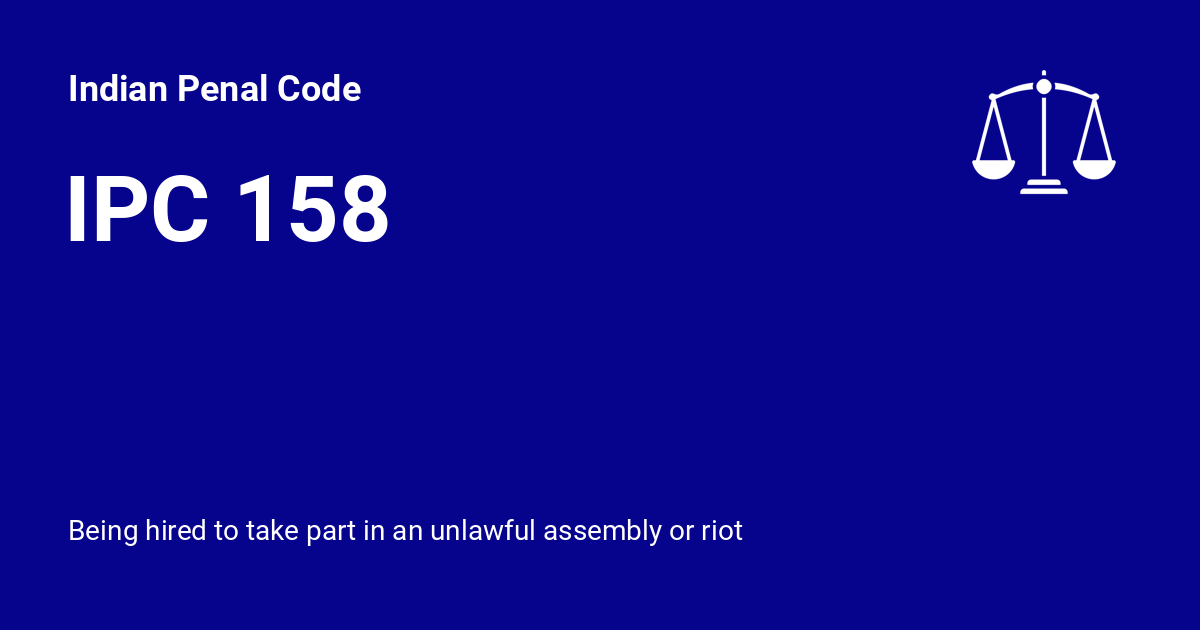 Indian Penal Code
IPC 158
Being hired to take part in an unlawful assembly or riot